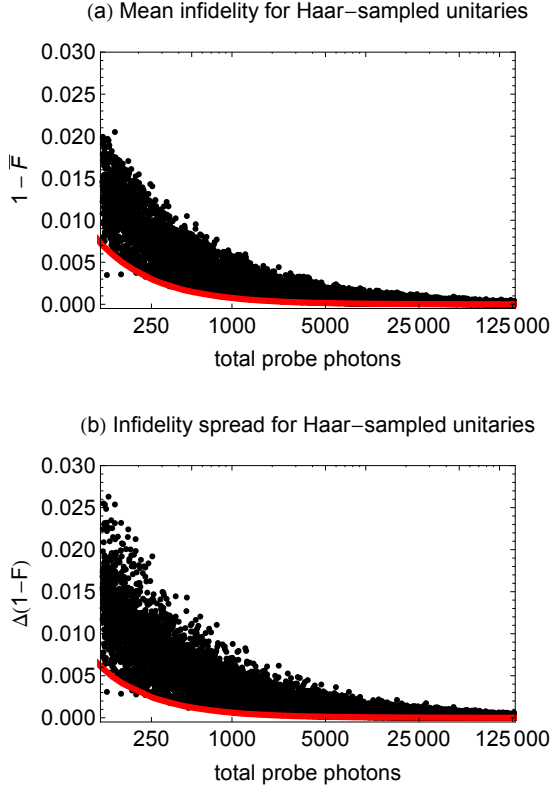 (a) Mean infidelity for Haar−sampled unitaries
0.030
0.025
0.020
0.015
0.010
0.005
0.000
1 − F̅
250 1000 5000 25 000 125 000
total probe photons
(b) Infidelity spread for Haar−sampled unitaries
0.030
0.025
0.020
0.015
0.010
0.005
0.000
Δ(1−F)
250 1000 5000 25 000 125 000
total probe photons